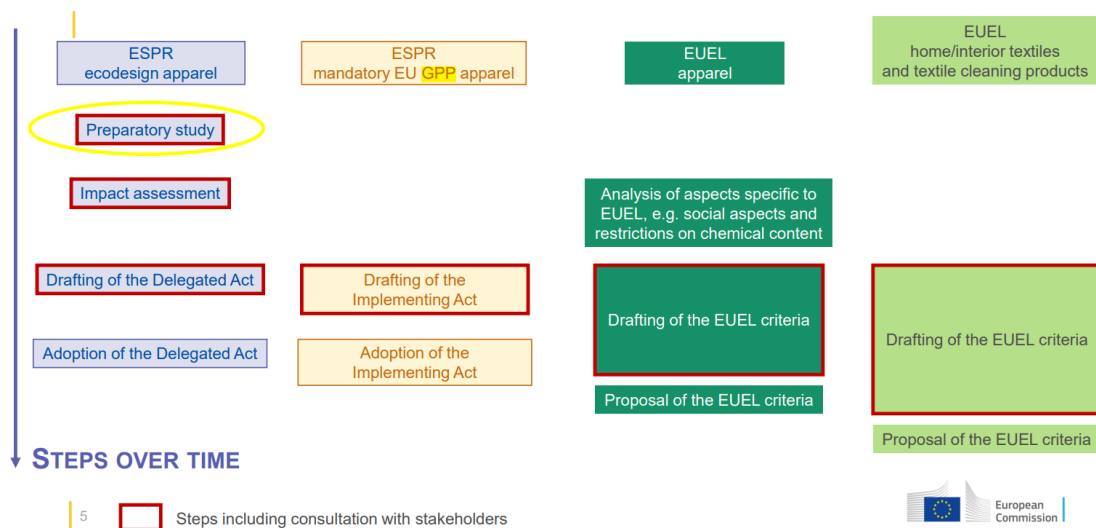 ESPR
ecodesign apparel
ESPR
mandatory EU GPP apparel
EUEL
apparel
EUEL
home/interior textiles
and textile cleaning products
Preparatory study
Impact assessment
Analysis of aspects specific to
EUEL, e.g. social aspects and
restrictions on chemical content
Drafting of the Delegated Act
Drafting of the
Implementing Act
Drafting of the EUEL criteria
Drafting of the EUEL criteria
Adoption of the Delegated Act
Adoption of the
Implementing Act
Proposal of the EUEL criteria
Proposal of the EUEL criteria
STEPS OVER TIME
5
Steps including consultation with stakeholders
European
Commission